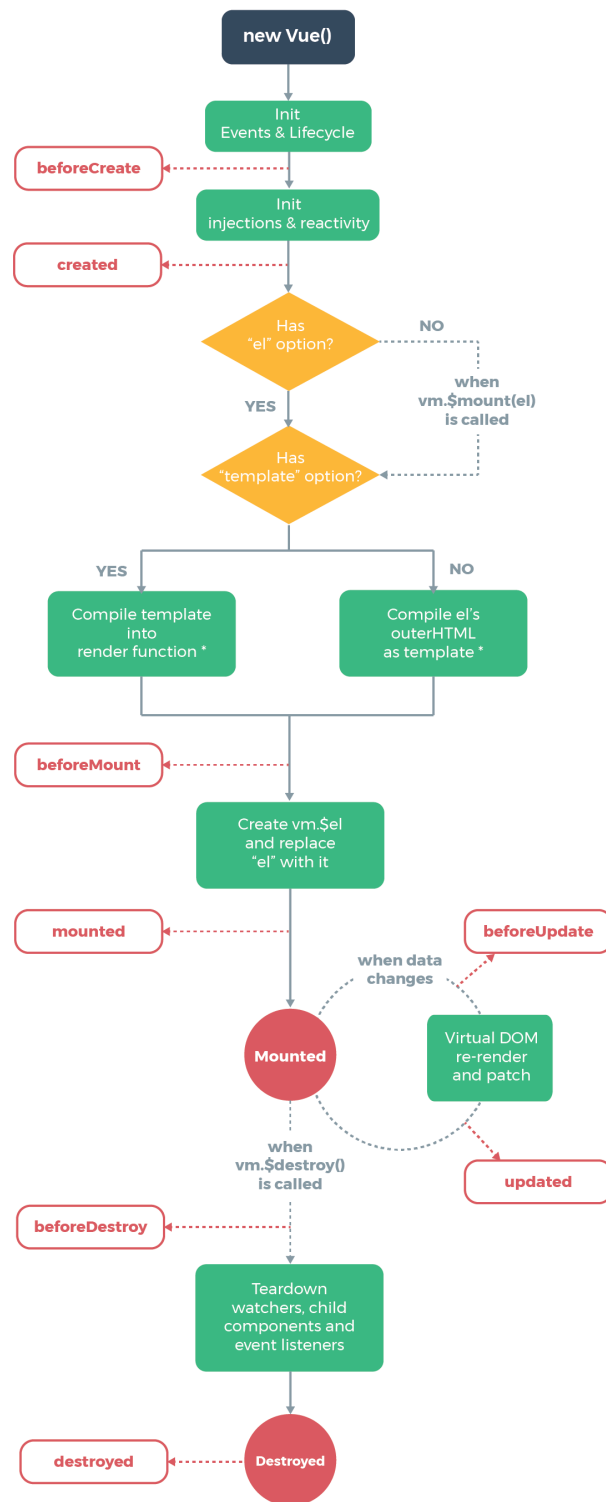 new Vue()
Init
Events & Lifecycle
beforeCreate
Init
injections & reactivity
created
Has
“el” option?
NO
when
vm.$mount(el)
is called
YES
Has
“template” option?
YES
NO
Compile template
into
render function *
Compile el’s
outerHTML
as template *
beforeMount
Create vm.$el
and replace
“el” with it
mounted
beforeUpdate
when data
changes
Mounted
Virtual DOM
re-render
and patch
when
vm.$destroy()
is called
updated
beforeDestroy
Teardown
watchers, child
components and
event listeners
destroyed
Destroyed